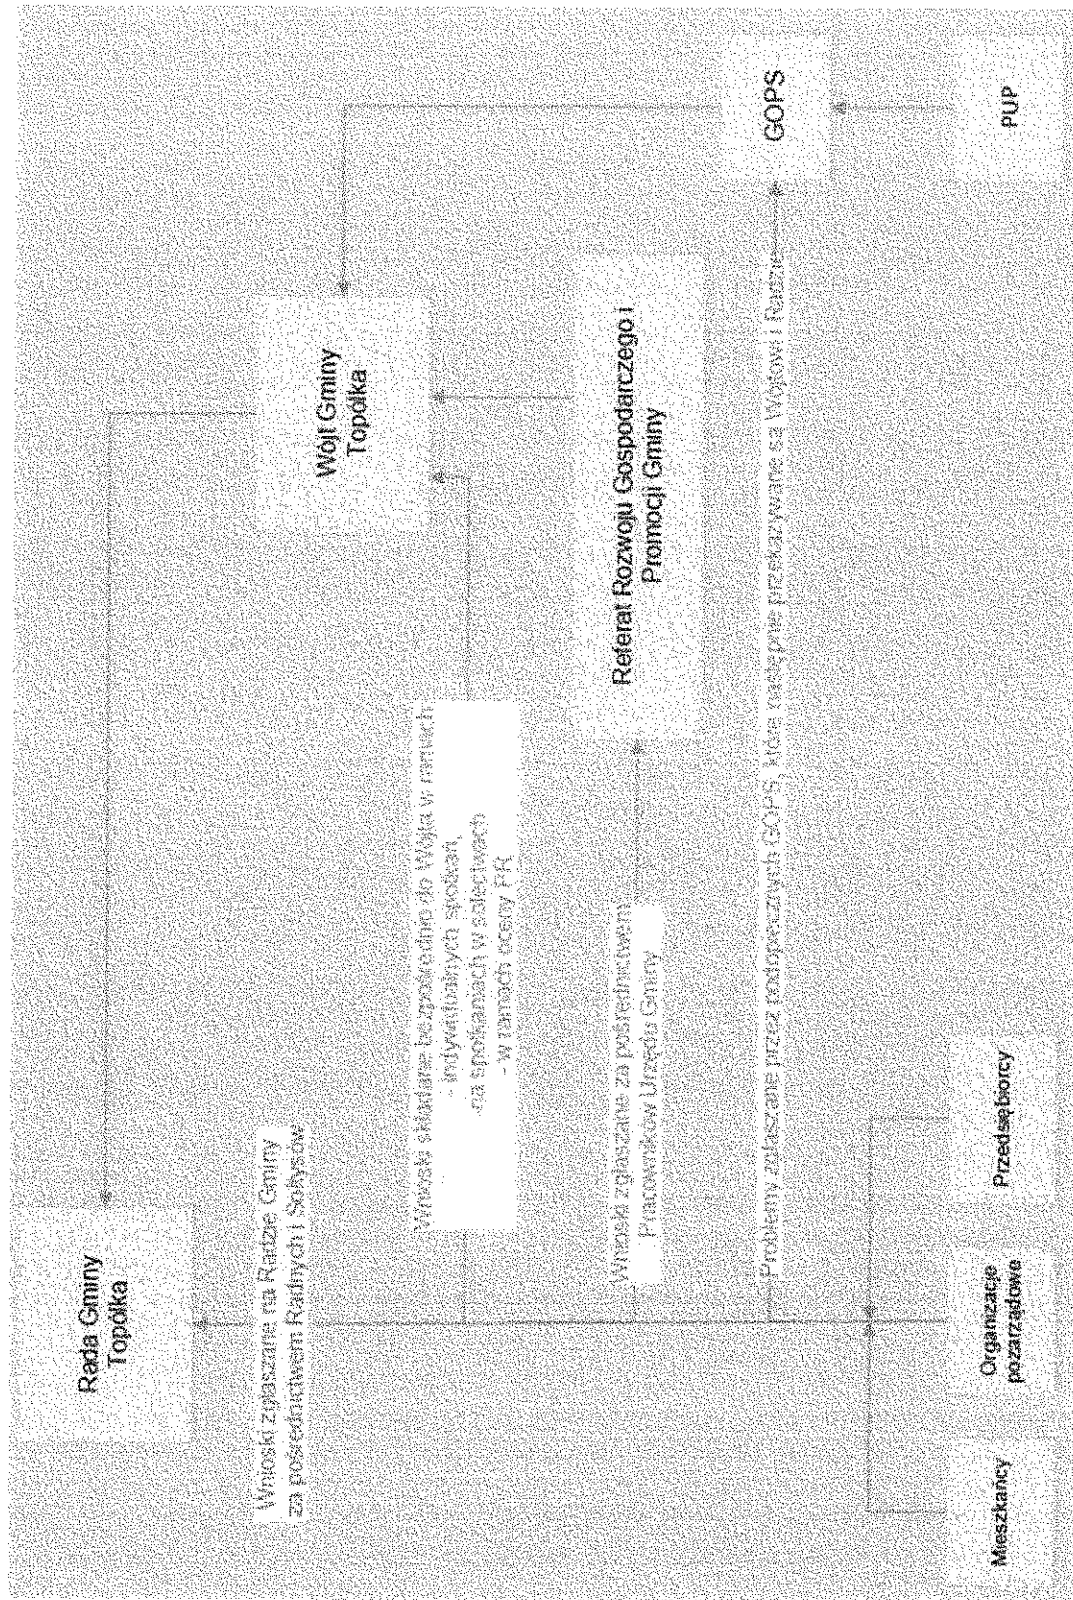 Rada Gminy
Topólka
Wnioski zgłaszane na Radzie Gminy
za pośrednictwem Radnych i Sołtysów
Wójt Gminy
Topólka
Wnioski składane bezpośrednio do Wójta w ramach
- indywidualnych spotkań,
-na spotkaniach w sołectwach
- w ramach oceny PR
Wnioski zgłaszane za pośrednictwem
Pracowników Urzędu Gminy
Referat Rozwoju Gospodarczego i
Promocji Gminy
Problemy zgłaszane przez podopiecznych GOPS, które następnie przekazywane są Wójtowi i Radzie
GOPS
Mieszkańcy
Organizacje
pozarządowe
Przedsięborcy
PUP